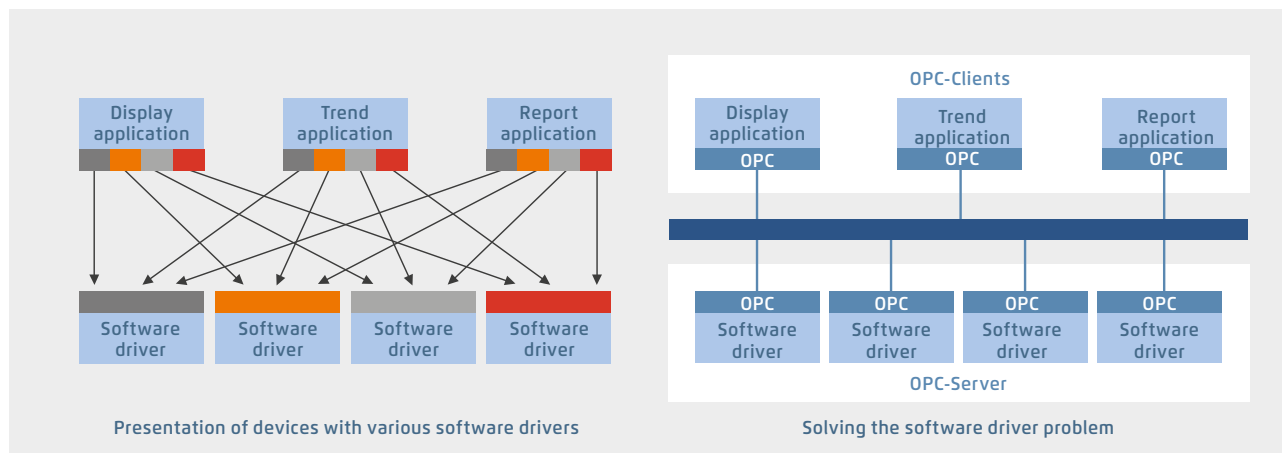 Display
application
Trend
application
Report
application
Software
driver
Software
driver
Software
driver
Software
driver
Presentation of devices with various software drivers
OPC-Clients
Display
application
OPC
Trend
application
OPC
Report
application
OPC
OPC
Software
driver
OPC
Software
driver
OPC
Software
driver
OPC
Software
driver
OPC-Server
Solving the software driver problem